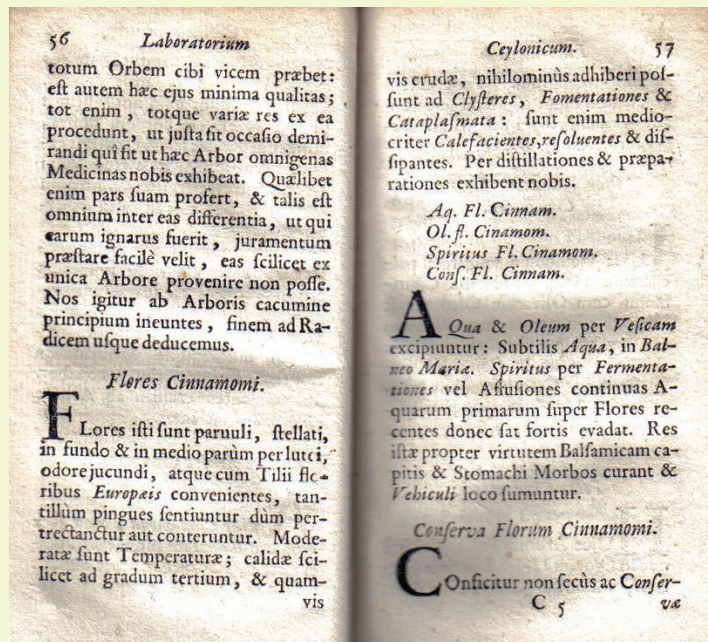 56 Laboratorium
totum Orbem cibi vicem præbet:
eſt autem hæc ejus minima qualitas;
tot enim, totque variæ res ex ea
procedunt, ut juſta ſit occaſio demi-
randi quî fit ut hæc Arbor omnigenas
Medicinas nobis exhibeat. Quælibet
enim pars ſuam profert, & talis eſt
omnium inter eas differentia, ut qui
earum ignarus fuerit, juramentum
præſtare facilè velit, eas ſcilicet ex
unica Arbore provenire non poſſe.
Nos igitur ab Arboris cacumine
principium ineuntes, finem ad Ra-
dicem uſque deducemus.
Flores Cinnamomi.
FLores iſti ſunt paruuli, ſtellati,
in fundo & in medio parùm per lutei,
odore jucundi, atque cum Tilii flo-
ribus Europæis convenientes, tan-
tillùm pingues ſentiuntur dùm per-
trectanctur aut conteruntur. Mode-
ratæ ſunt Temperaturæ; calidæ ſci-
licet ad gradum tertium, & quam-
vis
Ceylonicum. 57
vis crudæ, nihilominùs adhiberi poſ-
ſunt ad Clyſteres, Fomentationes &
Cataplaſmata: ſunt enim medio-
criter Calefacientes, reſoluentes & diſ-
ſipantes. Per diſtillationes & præpa-
rationes exhibent nobis.
Aq. Fl. Cinnam.
Ol. fl. Cinamom.
Spiritus Fl. Cinamom.
Conſ. Fl. Cinnam.
AQua & Oleum per Veſicam
excipiuntur: Subtilis Aqua, in Bal-
neo Mariæ. Spiritus per Fermenta-
tiones vel Affuſiones continuas A-
quarum primarum ſuper Flores re-
centes donec ſat fortis evadat. Res
iſtæ propter virtutem Balſamicam ca-
pitis & Stomachi Morbos curant &
Vehiculi loco ſumuntur.
Conſerva Florum Cinnamomi.
COnficitur non ſecùs ac Conſer-
C 5 væ